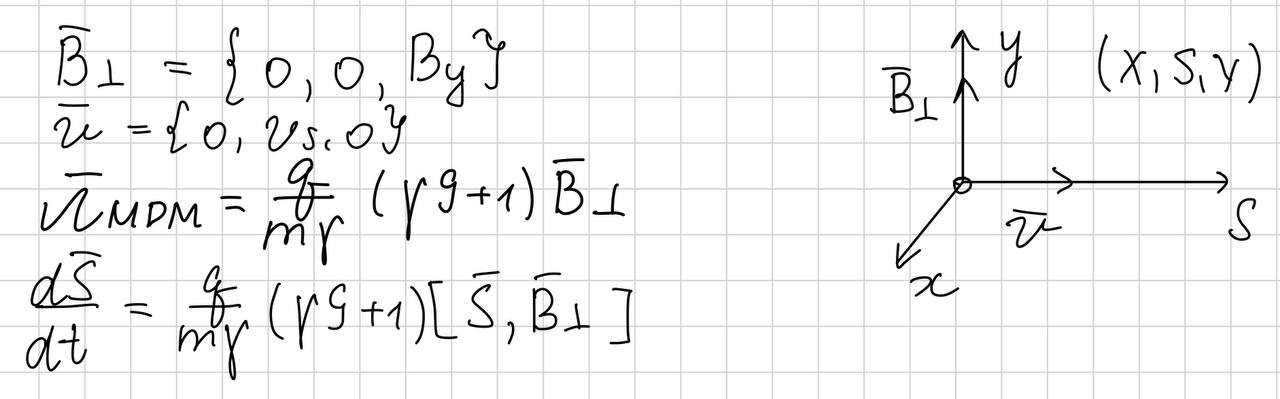 B̄⊥ = {0, 0, By}
v̄ = {0, vs, 0}
Ω̄MDM = q/mγ (γG+1) B̄⊥
dS̄/dt = q/mγ (γG+1)[S̄, B̄⊥]
y (x, s, y)
B̄⊥
v̄ S
x